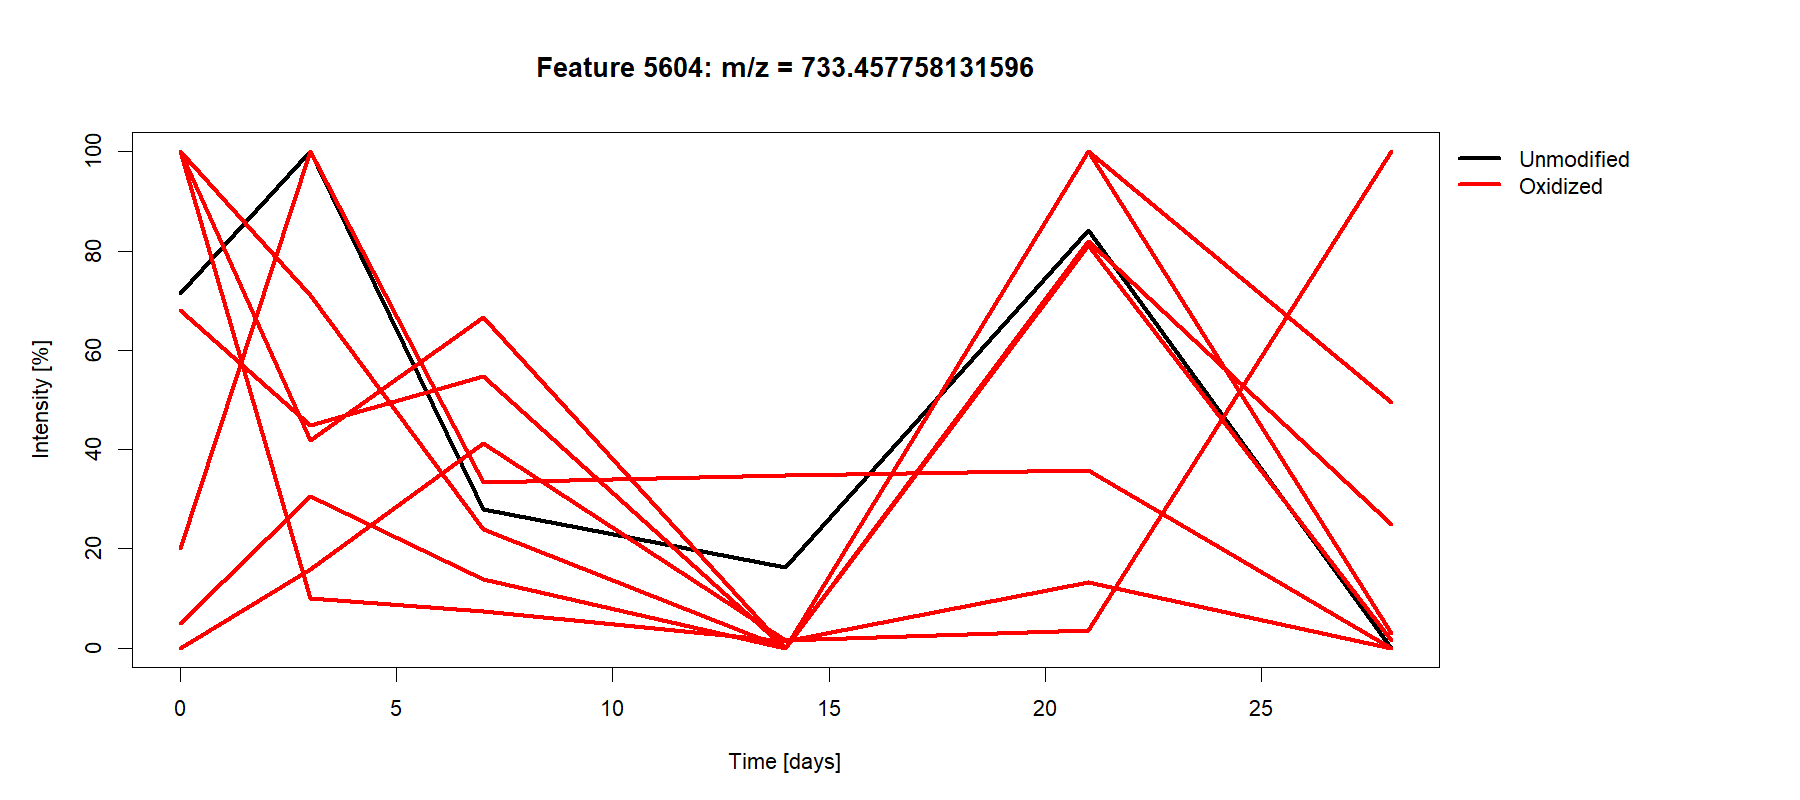 Feature 5604: m/z = 733.457758131596
Unmodified
Oxidized
Intensity [%]
100
80
60
40
20
0
0 5 10 15 20 25
Time [days]